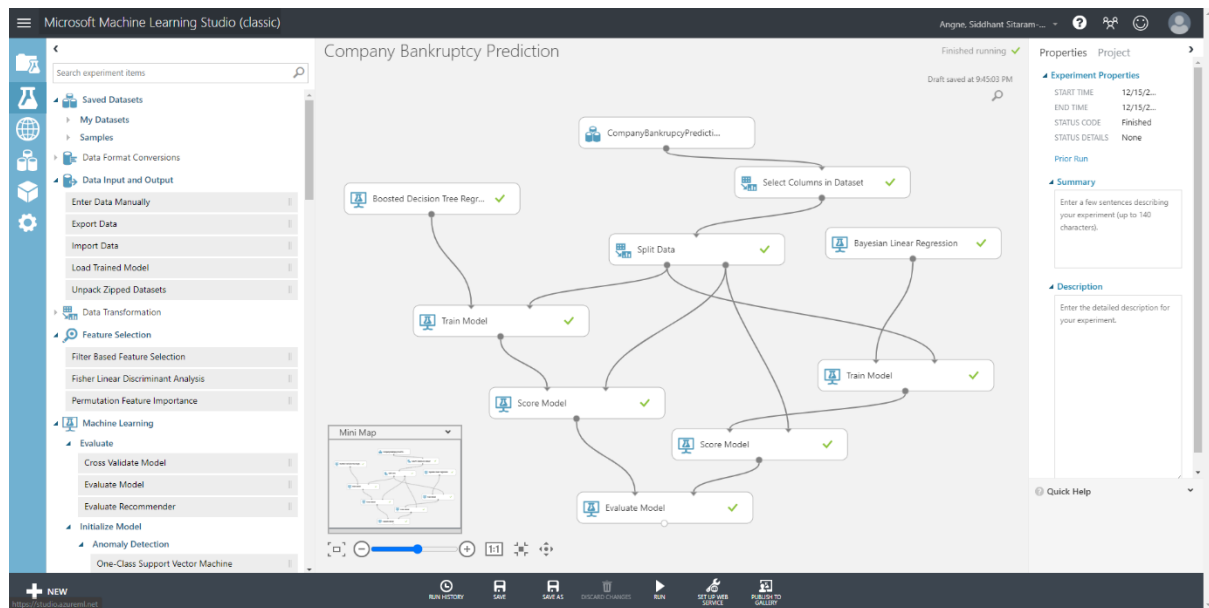 Microsoft Machine Learning Studio (classic)
Angne, Siddhant Sitaram-...
Search experiment items
Saved Datasets
My Datasets
Samples
Data Format Conversions
Data Input and Output
Enter Data Manually
Export Data
Import Data
Load Trained Model
Unpack Zipped Datasets
Data Transformation
Feature Selection
Filter Based Feature Selection
Fisher Linear Discriminant Analysis
Permutation Feature Importance
Machine Learning
Evaluate
Cross Validate Model
Evaluate Model
Evaluate Recommender
Initialize Model
Anomaly Detection
One-Class Support Vector Machine
Company Bankruptcy Prediction
Finished running
Draft saved at 9:45:03 PM
CompanyBankrupcyPredicti...
Select Columns in Dataset
Boosted Decision Tree Regr...
Split Data
Bayesian Linear Regression
Train Model
Train Model
Score Model
Score Model
Evaluate Model
Mini Map
1:1
Properties Project
Experiment Properties
START TIME 12/15/2...
END TIME 12/15/2...
STATUS CODE Finished
STATUS DETAILS None
Prior Run
Summary
Enter a few sentences describing
your experiment (up to 140
characters).
Description
Enter the detailed description for
your experiment.
Quick Help
NEW
https://studio.azureml.net
RUN HISTORY
SAVE
SAVE AS
DISCARD CHANGES
RUN
SET UP WEB
SERVICE
PUBLISH TO
GALLERY